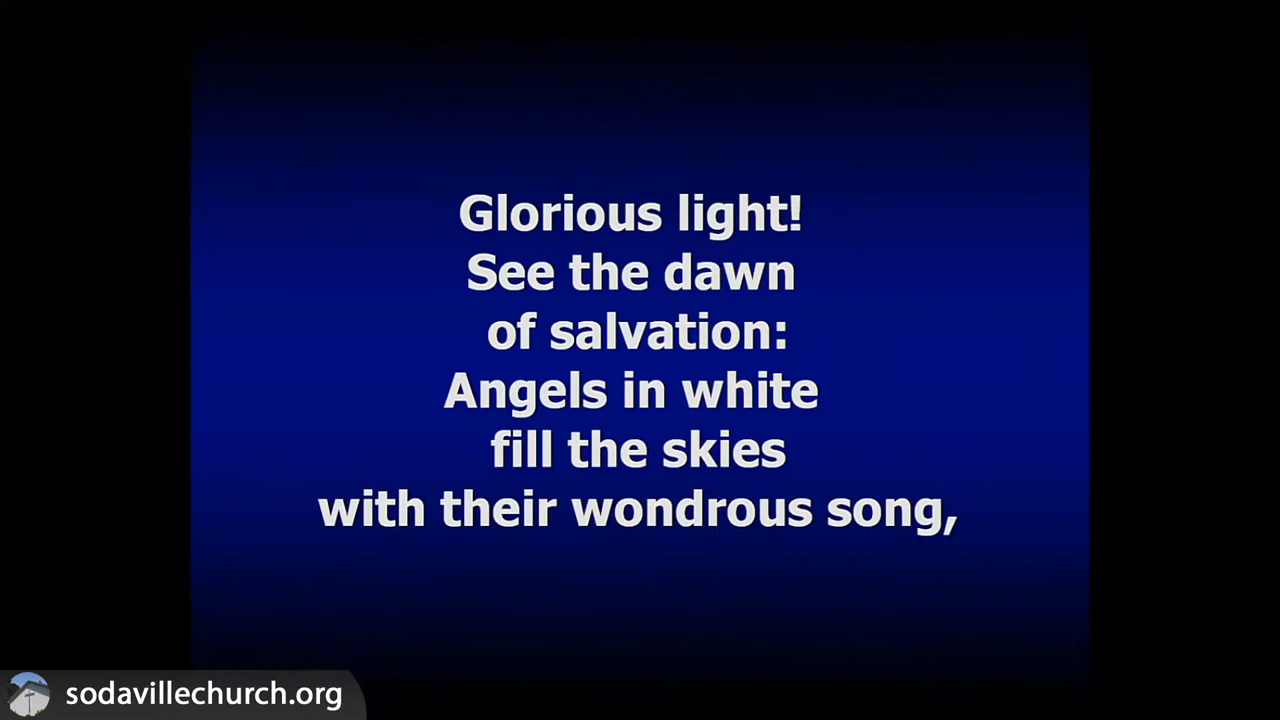 Glorious light!
See the dawn
of salvation:
Angels in white
fill the skies
with their wondrous song,
sodavillechurch.org